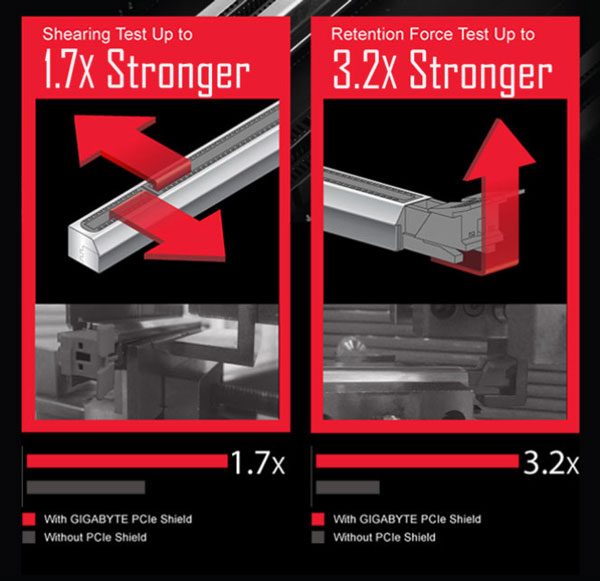 Shearing Test Up to
1.7X Stronger
Retention Force Test Up to
3.2X Stronger
1.7x
With GIGABYTE PCIe Shield
Without PCIe Shield
3.2x
With GIGABYTE PCIe Shield
Without PCIe Shield